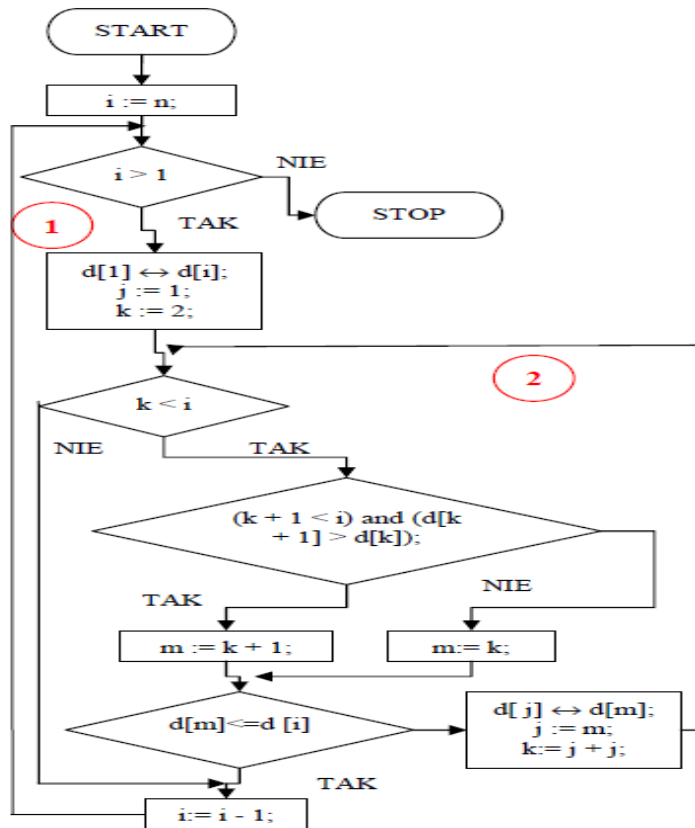 START
i := n;
i > 1
NIE
STOP
1
TAK
d[1] ↔ d[i];
j := 1;
k := 2;
2
k < i
NIE
TAK
(k + 1 < i) and (d[k
+ 1] > d[k]);
TAK
NIE
m := k + 1;
m:= k;
d[m]<=d [i]
d[ j] ↔ d[m];
j := m;
k:= j + j;
TAK
i:= i - 1;